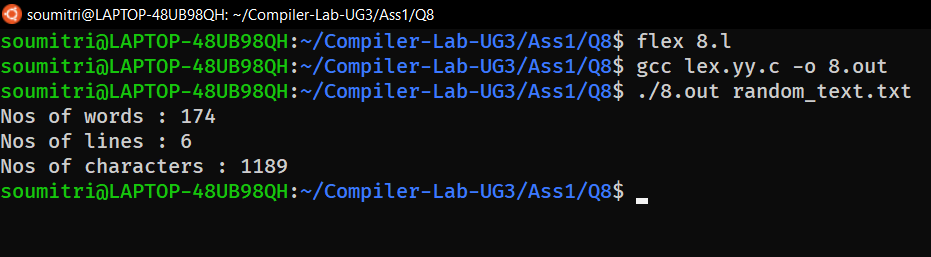 soumitri@LAPTOP-48UB98QH: ~/Compiler-Lab-UG3/Ass1/Q8
soumitri@LAPTOP-48UB98QH:~/Compiler-Lab-UG3/Ass1/Q8$ flex 8.l
soumitri@LAPTOP-48UB98QH:~/Compiler-Lab-UG3/Ass1/Q8$ gcc lex.yy.c -o 8.out
soumitri@LAPTOP-48UB98QH:~/Compiler-Lab-UG3/Ass1/Q8$ ./8.out random_text.txt
Nos of words : 174
Nos of lines : 6
Nos of characters : 1189
soumitri@LAPTOP-48UB98QH:~/Compiler-Lab-UG3/Ass1/Q8$